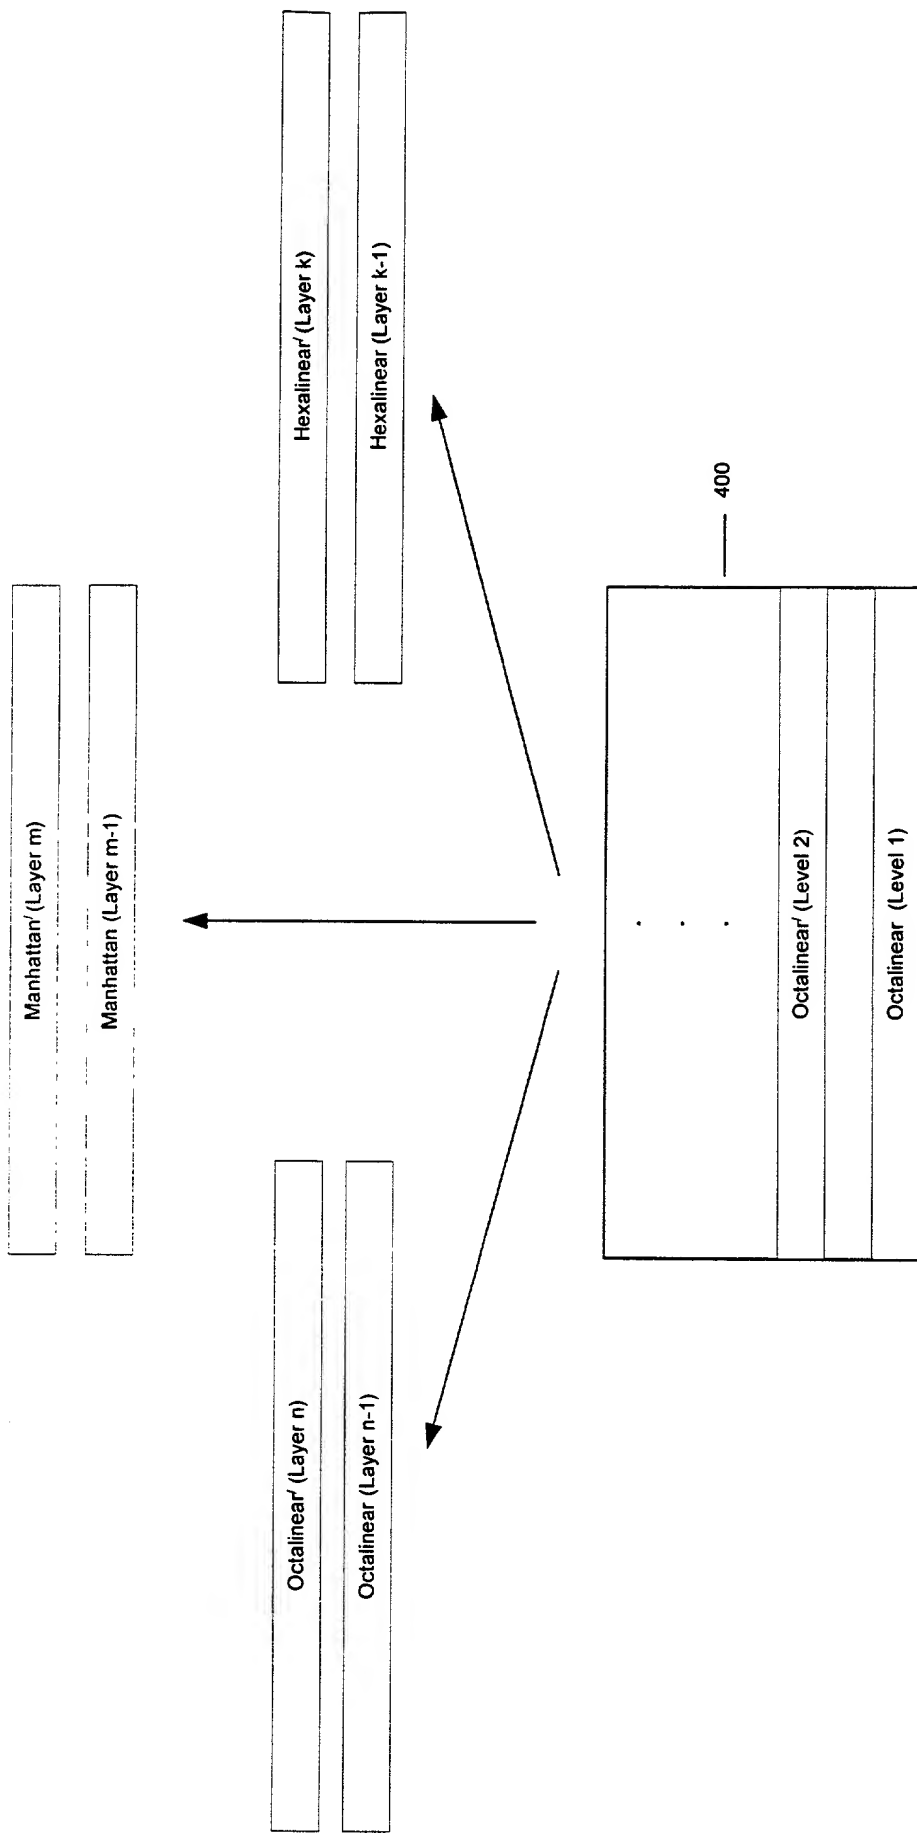 Manhattan′ (Layer m)
Manhattan (Layer m-1)
Octalinear′ (Layer n)
Octalinear (Layer n-1)
Hexalinear′ (Layer k)
Hexalinear (Layer k-1)
400
.
.
.
Octalinear′ (Level 2)
Octalinear (Level 1)